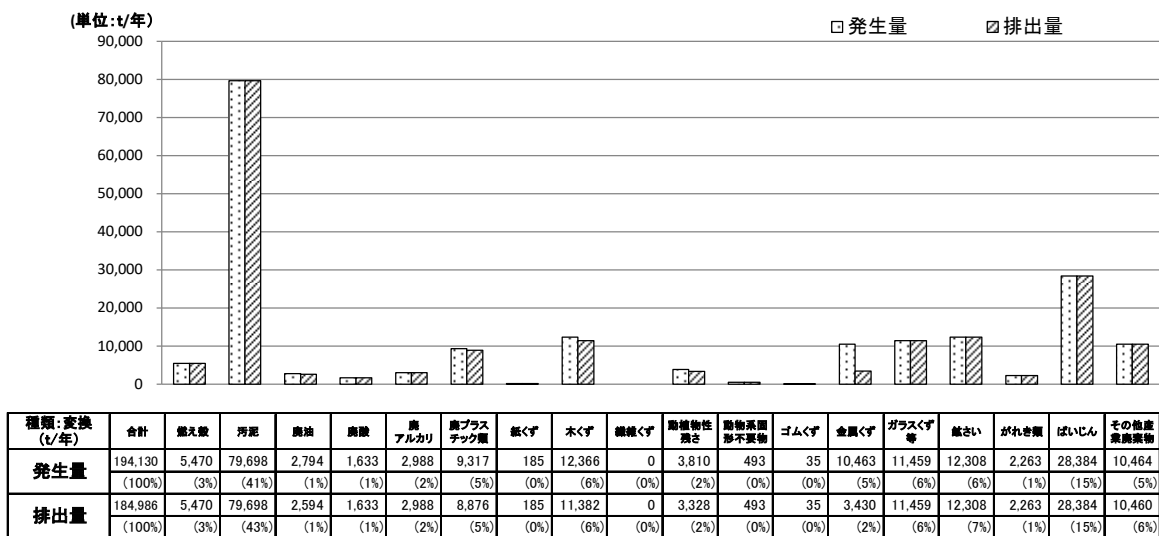 (単位:t/年)
発生量 排出量
90,000
80,000
70,000
60,000
50,000
40,000
30,000
20,000
10,000
0
種類:変換 (t/年) 合計 燃え殻 汚泥 廃油 廃酸 廃アルカリ 廃プラスチック類 紙くず 木くず 繊維くず 動植物性残さ 動物系固形不要物 ゴムくず 金属くず ガラスくず等 鉱さい がれき類 ばいじん その他産業廃棄物
発生量 194,130 5,470 79,698 2,794 1,633 2,988 9,317 185 12,366 0 3,810 493 35 10,463 11,459 12,308 2,263 28,384 10,464
(100%) (3%) (41%) (1%) (1%) (2%) (5%) (0%) (6%) (0%) (2%) (0%) (0%) (5%) (6%) (6%) (1%) (15%) (5%)
排出量 184,986 5,470 79,698 2,594 1,633 2,988 8,876 185 11,382 0 3,328 493 35 3,430 11,459 12,308 2,263 28,384 10,460
(100%) (3%) (43%) (1%) (1%) (2%) (5%) (0%) (6%) (0%) (2%) (0%) (0%) (2%) (6%) (7%) (1%) (15%) (6%)